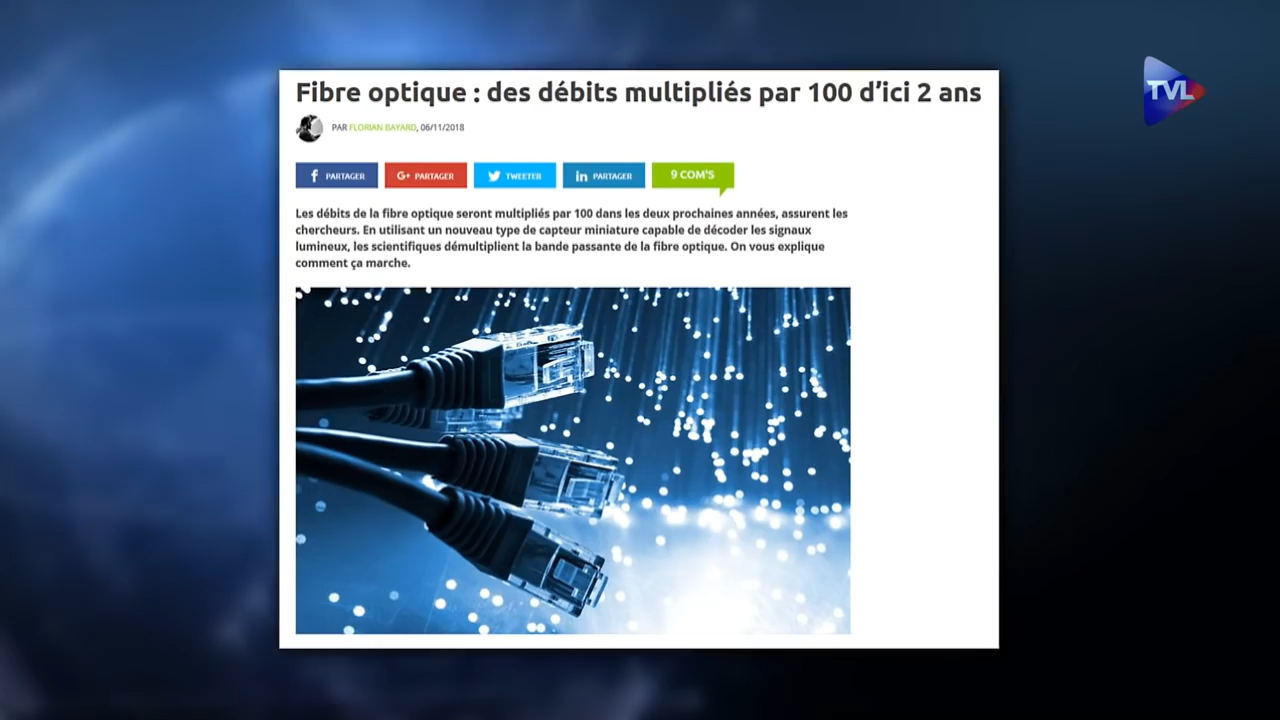 Fibre optique : des débits multipliés par 100 d’ici 2 ans
TVL
PAR FLORIAN BAYARD, 06/11/2018
PARTAGER
G+ PARTAGER
TWEETER
in PARTAGER
9 COM'S
Les débits de la fibre optique seront multipliés par 100 dans les deux prochaines années, assurent les
chercheurs. En utilisant un nouveau type de capteur miniature capable de décoder les signaux
lumineux, les scientifiques démultiplient la bande passante de la fibre optique. On vous explique
comment ça marche.